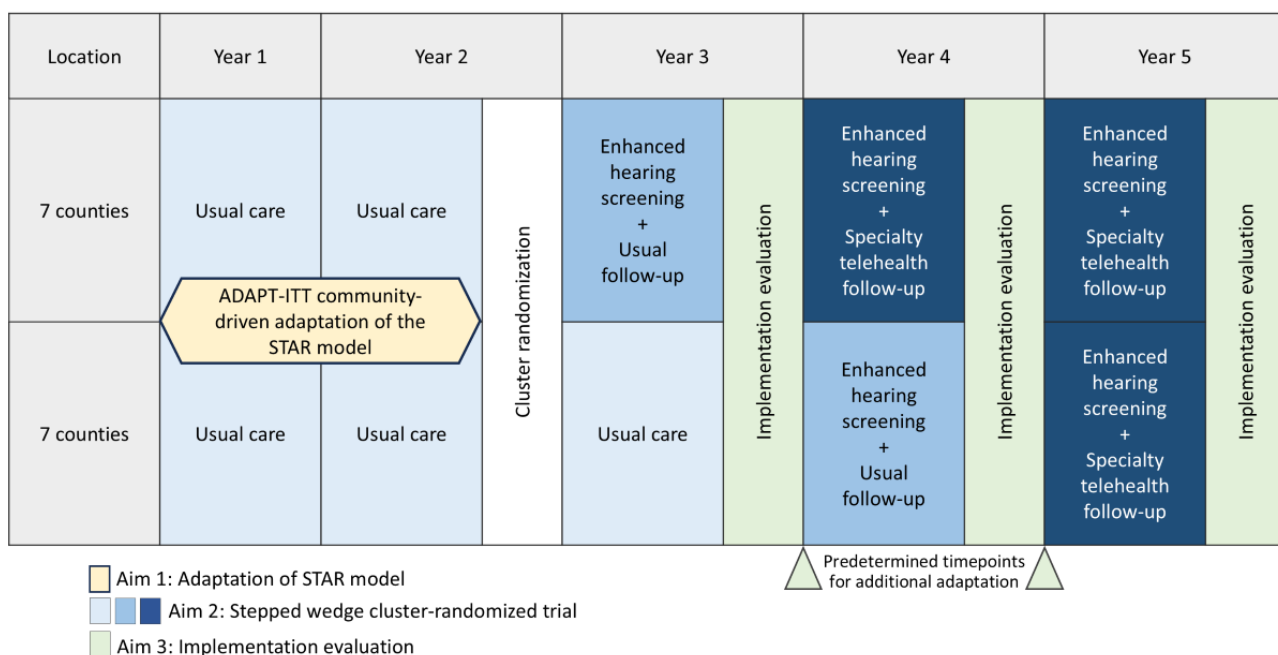 Location
Year 1
Year 2
Year 3
Year 4
Year 5
7 counties
Usual care
Usual care
Cluster randomization
Enhanced
hearing
screening
+
Usual
follow-up
Implementation evaluation
Enhanced
hearing
screening
+
Specialty
telehealth
follow-up
Implementation evaluation
Enhanced
hearing
screening
+
Specialty
telehealth
follow-up
Implementation evaluation
ADAPT-ITT community-
driven adaptation of the
STAR model
7 counties
Usual care
Usual care
Usual care
Enhanced
hearing
screening
+
Usual
follow-up
Enhanced
hearing
screening
+
Specialty
telehealth
follow-up
Predetermined timepoints
for additional adaptation
Aim 1: Adaptation of STAR model
Aim 2: Stepped wedge cluster-randomized trial
Aim 3: Implementation evaluation